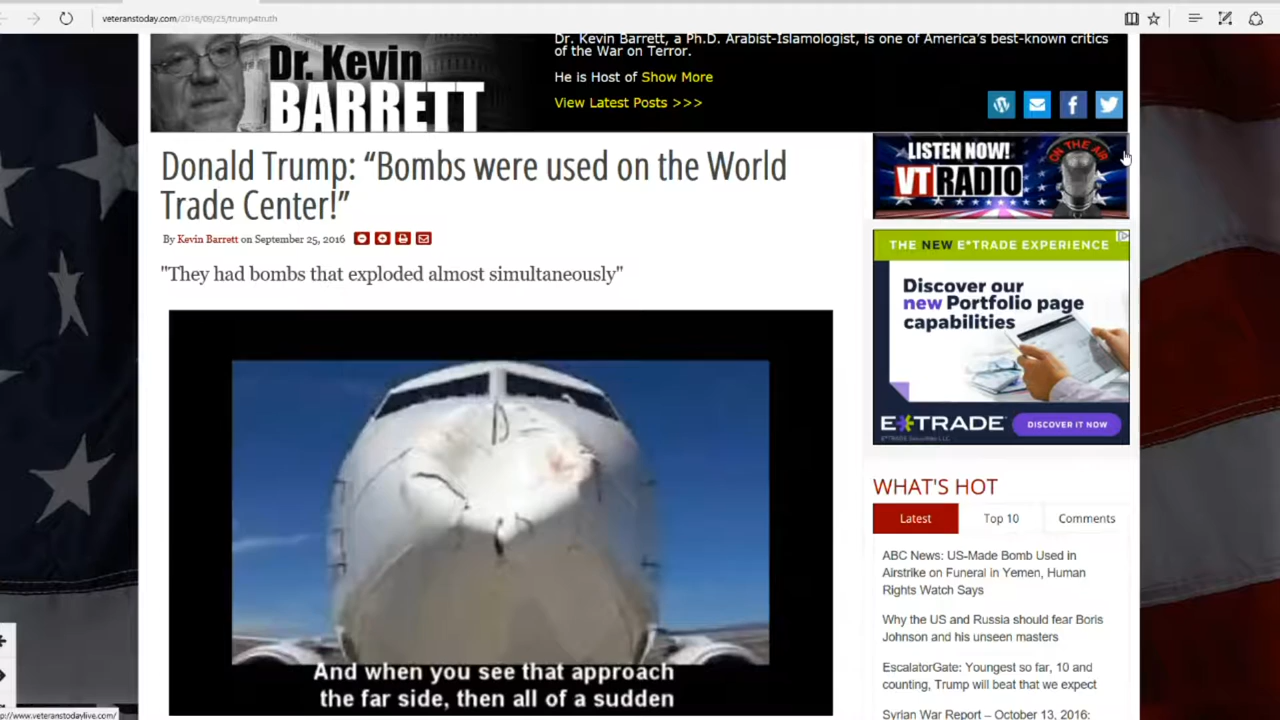 veteranstoday.com/2016/09/25/trump4truth
Dr. Kevin
BARRETT
Dr. Kevin Barrett, a Ph.D. Arabist-Islamologist, is one of America's best-known critics
of the War on Terror.
He is Host of Show More
View Latest Posts >>>
Donald Trump: “Bombs were used on the World
Trade Center!”
By Kevin Barrett on September 25, 2016
"They had bombs that exploded almost simultaneously"
And when you see that approach
the far side, then all of a sudden
LISTEN NOW!
ON THE AIR
VT RADIO
THE NEW E*TRADE EXPERIENCE
Discover our
new Portfolio page
capabilities
E*TRADE
DISCOVER IT NOW
E*TRADE Securities LLC
WHAT'S HOT
Latest
Top 10
Comments
ABC News: US-Made Bomb Used in
Airstrike on Funeral in Yemen, Human
Rights Watch Says
Why the US and Russia should fear Boris
Johnson and his unseen masters
EscalatorGate: Youngest so far, 10 and
counting, Trump will beat that we expect
Syrian War Report – October 13, 2016:
p://www.veteranstodaylive.com/